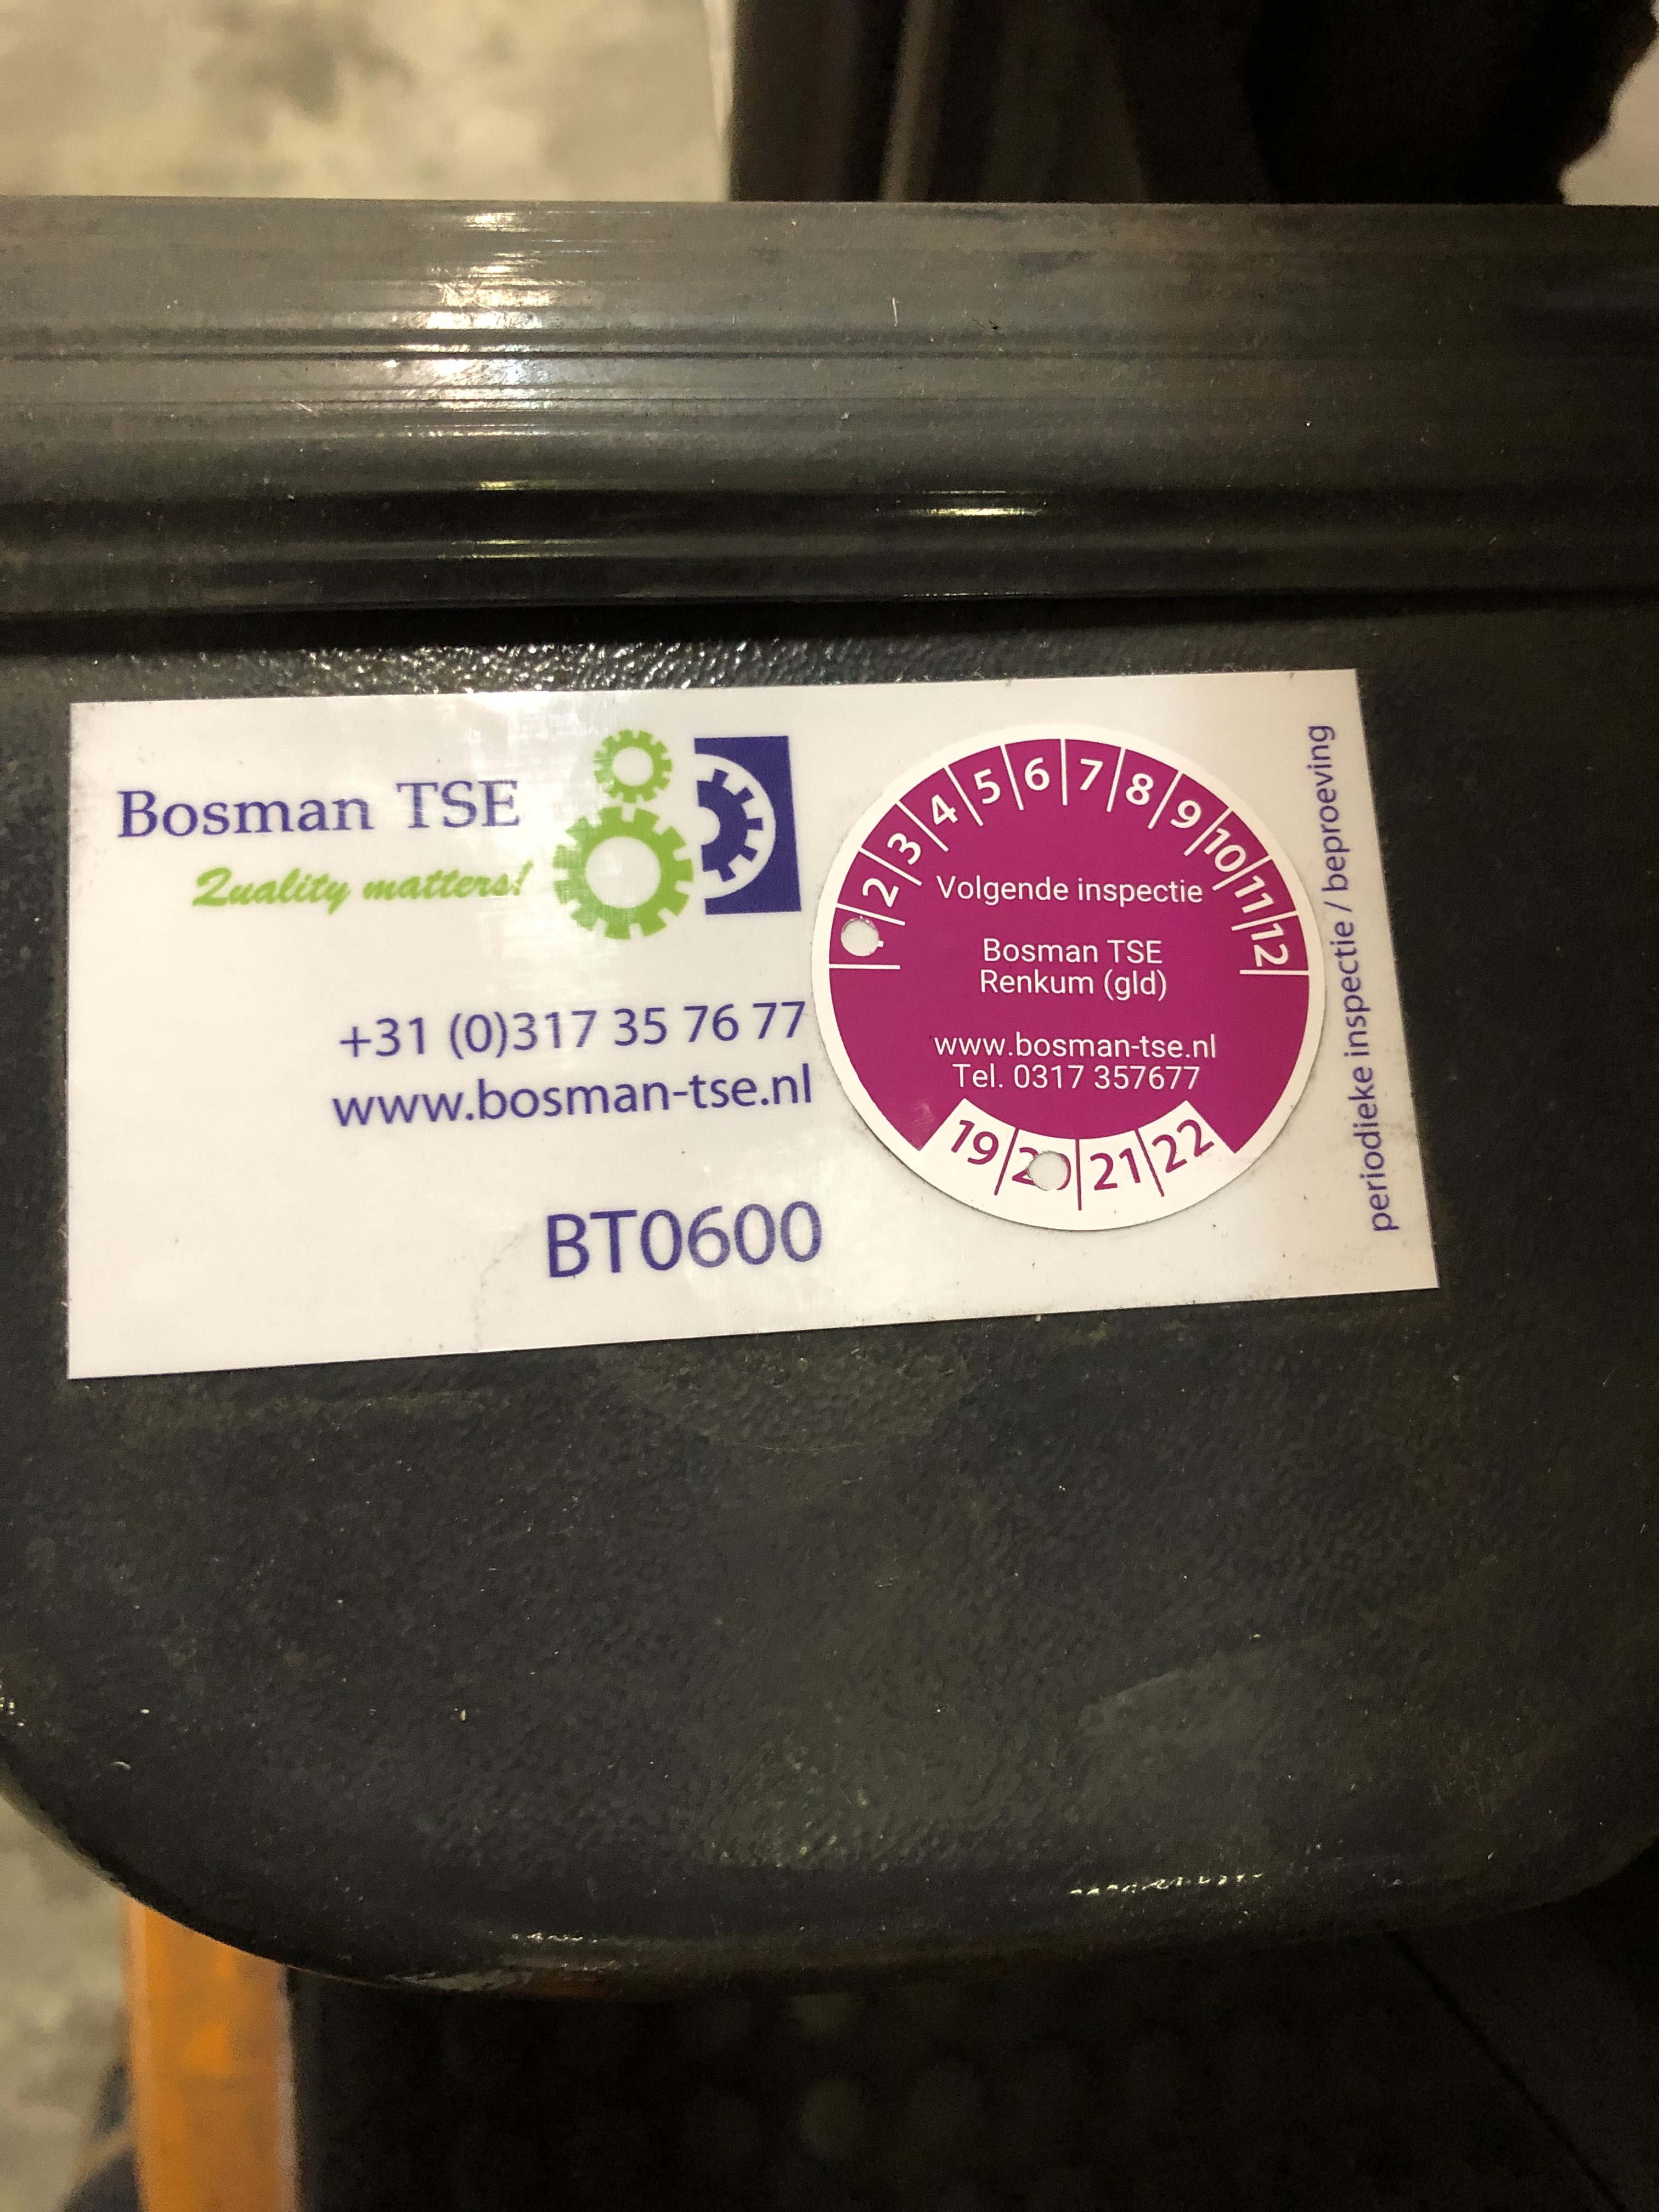 Bosman TSE
Quality matters!
+31 (0)317 35 76 77
www.bosman-tse.nl
BT0600
2 3 4 5 6 7 8 9 10 11 12
Volgende inspectie
Bosman TSE
Renkum (gld)
www.bosman-tse.nl
Tel. 0317 357677
19 20 21 22
periodieke inspectie / beproeving